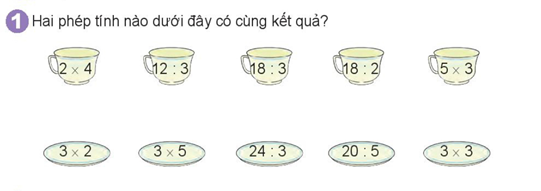 1 Hai phép tính nào dưới đây có cùng kết quả?
2 × 4 12 : 3 18 : 3 18 : 2 5 × 3
3 × 2 3 × 5 24 : 3 20 : 5 3 × 3